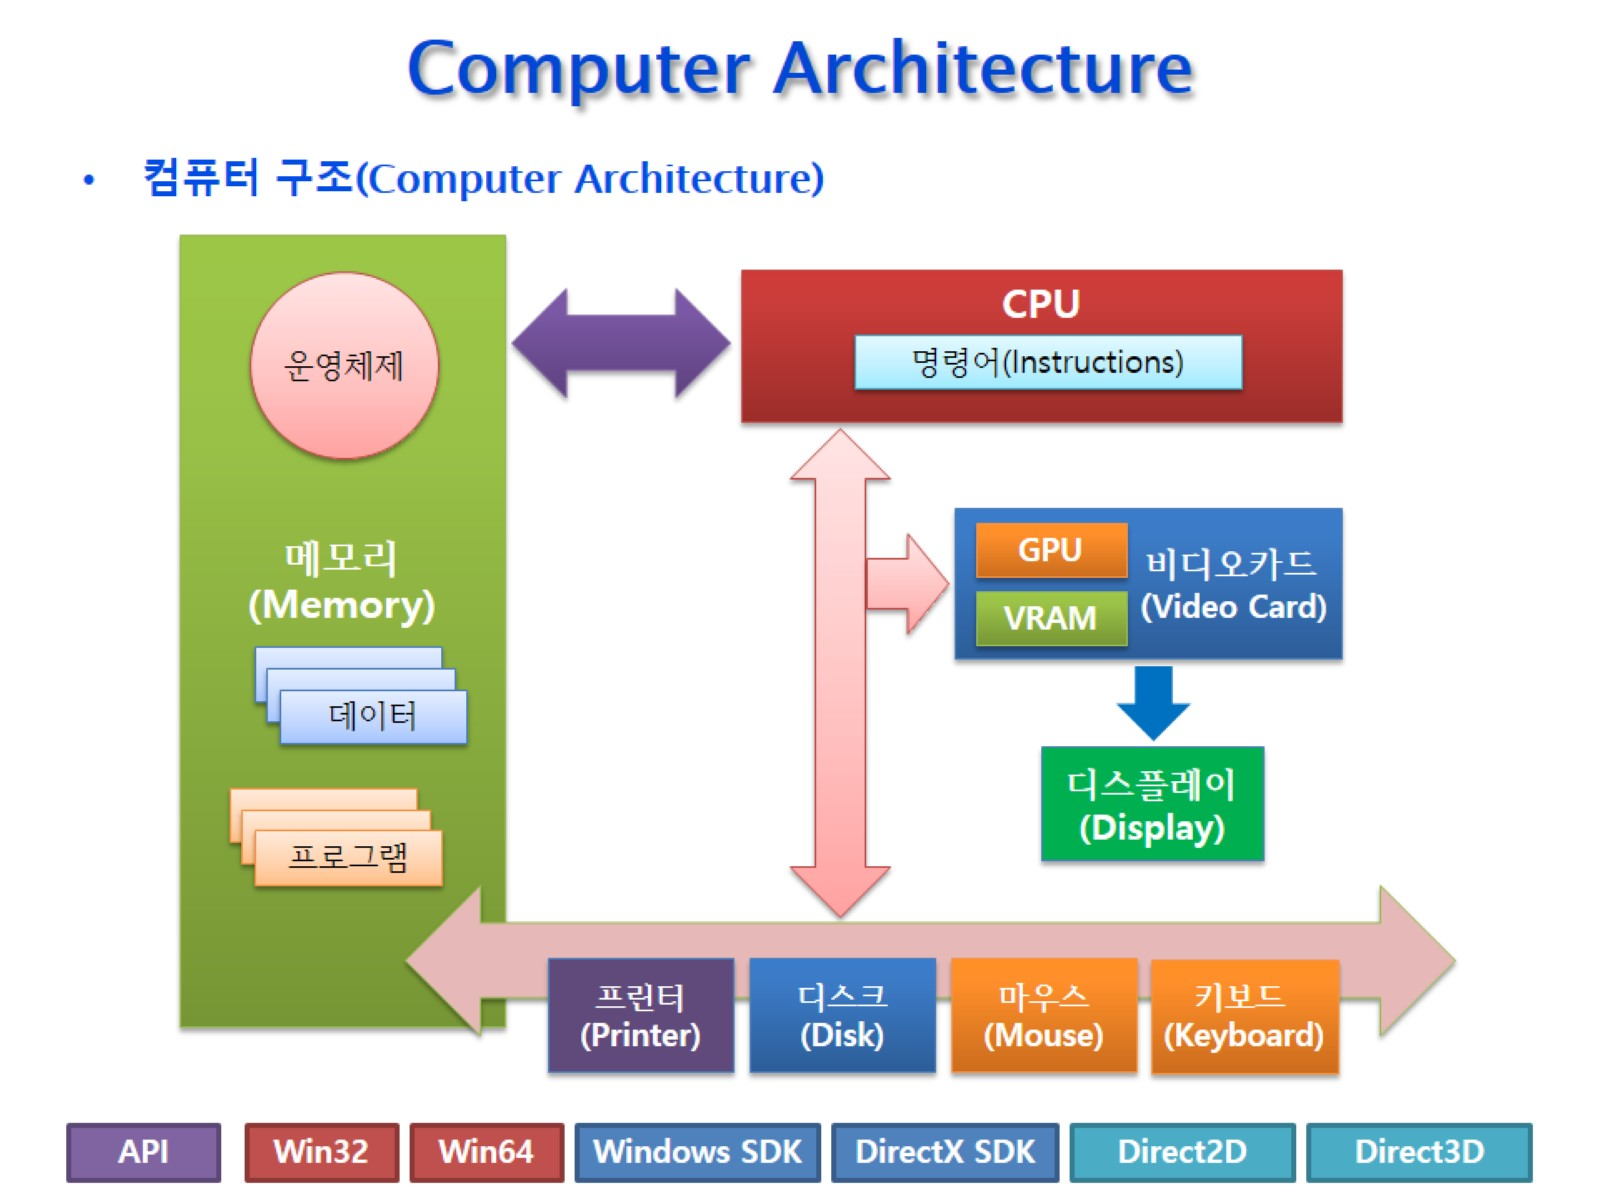 Computer Architecture
• 컴퓨터 구조(Computer Architecture)
운영체제
메모리
(Memory)
데이터
프로그램
CPU
명령어(Instructions)
GPU
VRAM
비디오카드
(Video Card)
디스플레이
(Display)
프린터
(Printer)
디스크
(Disk)
마우스
(Mouse)
키보드
(Keyboard)
API
Win32
Win64
Windows SDK
DirectX SDK
Direct2D
Direct3D